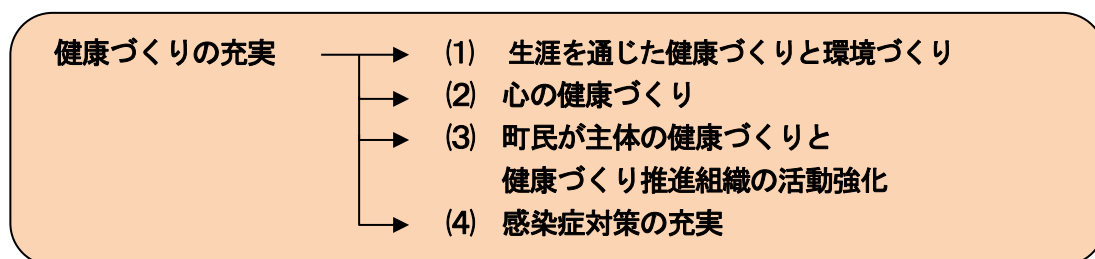 健康づくりの充実
⑴ 生涯を通じた健康づくりと環境づくり
⑵ 心の健康づくり
⑶ 町民が主体の健康づくりと
健康づくり推進組織の活動強化
⑷ 感染症対策の充実